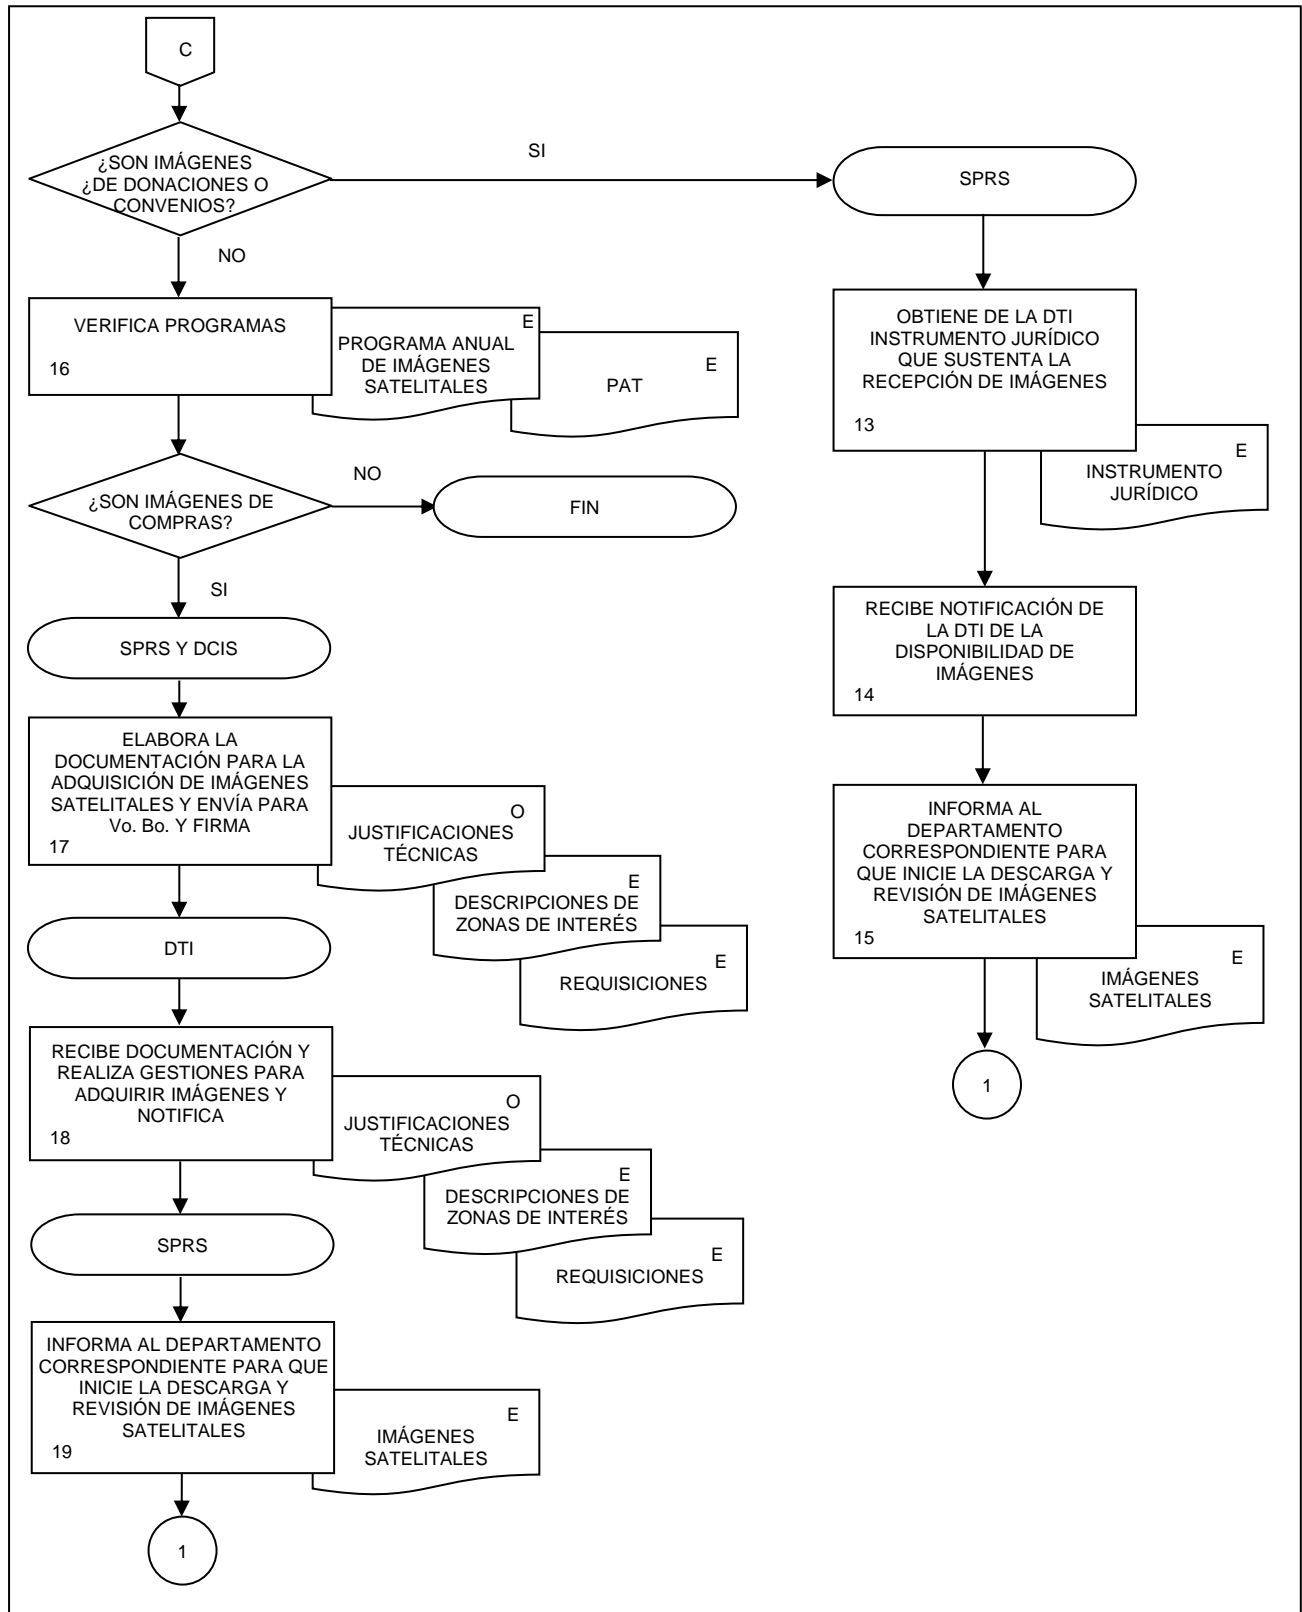 C
¿SON IMÁGENES
¿DE DONACIONES O
CONVENIOS?
SI
SPRS
NO
VERIFICA PROGRAMAS
16
E
PROGRAMA ANUAL
DE IMÁGENES
SATELITALES
E
PAT
OBTIENE DE LA DTI
INSTRUMENTO JURÍDICO
QUE SUSTENTA LA
RECEPCIÓN DE IMÁGENES
13
E
INSTRUMENTO
JURÍDICO
¿SON IMÁGENES DE
COMPRAS?
NO
FIN
SI
SPRS Y DCIS
RECIBE NOTIFICACIÓN DE
LA DTI DE LA
DISPONIBILIDAD DE
IMÁGENES
14
ELABORA LA
DOCUMENTACIÓN PARA LA
ADQUISICIÓN DE IMÁGENES
SATELITALES Y ENVÍA PARA
Vo. Bo. Y FIRMA
17
O
JUSTIFICACIONES
TÉCNICAS
E
DESCRIPCIONES DE
ZONAS DE INTERÉS
E
REQUISICIONES
INFORMA AL
DEPARTAMENTO
CORRESPONDIENTE PARA
QUE INICIE LA DESCARGA Y
REVISIÓN DE IMÁGENES
SATELITALES
15
E
IMÁGENES
SATELITALES
1
DTI
RECIBE DOCUMENTACIÓN Y
REALIZA GESTIONES PARA
ADQUIRIR IMÁGENES Y
NOTIFICA
18
O
JUSTIFICACIONES
TÉCNICAS
E
DESCRIPCIONES DE
ZONAS DE INTERÉS
E
REQUISICIONES
SPRS
INFORMA AL DEPARTAMENTO
CORRESPONDIENTE PARA QUE
INICIE LA DESCARGA Y
REVISIÓN DE IMÁGENES
SATELITALES
19
E
IMÁGENES
SATELITALES
1